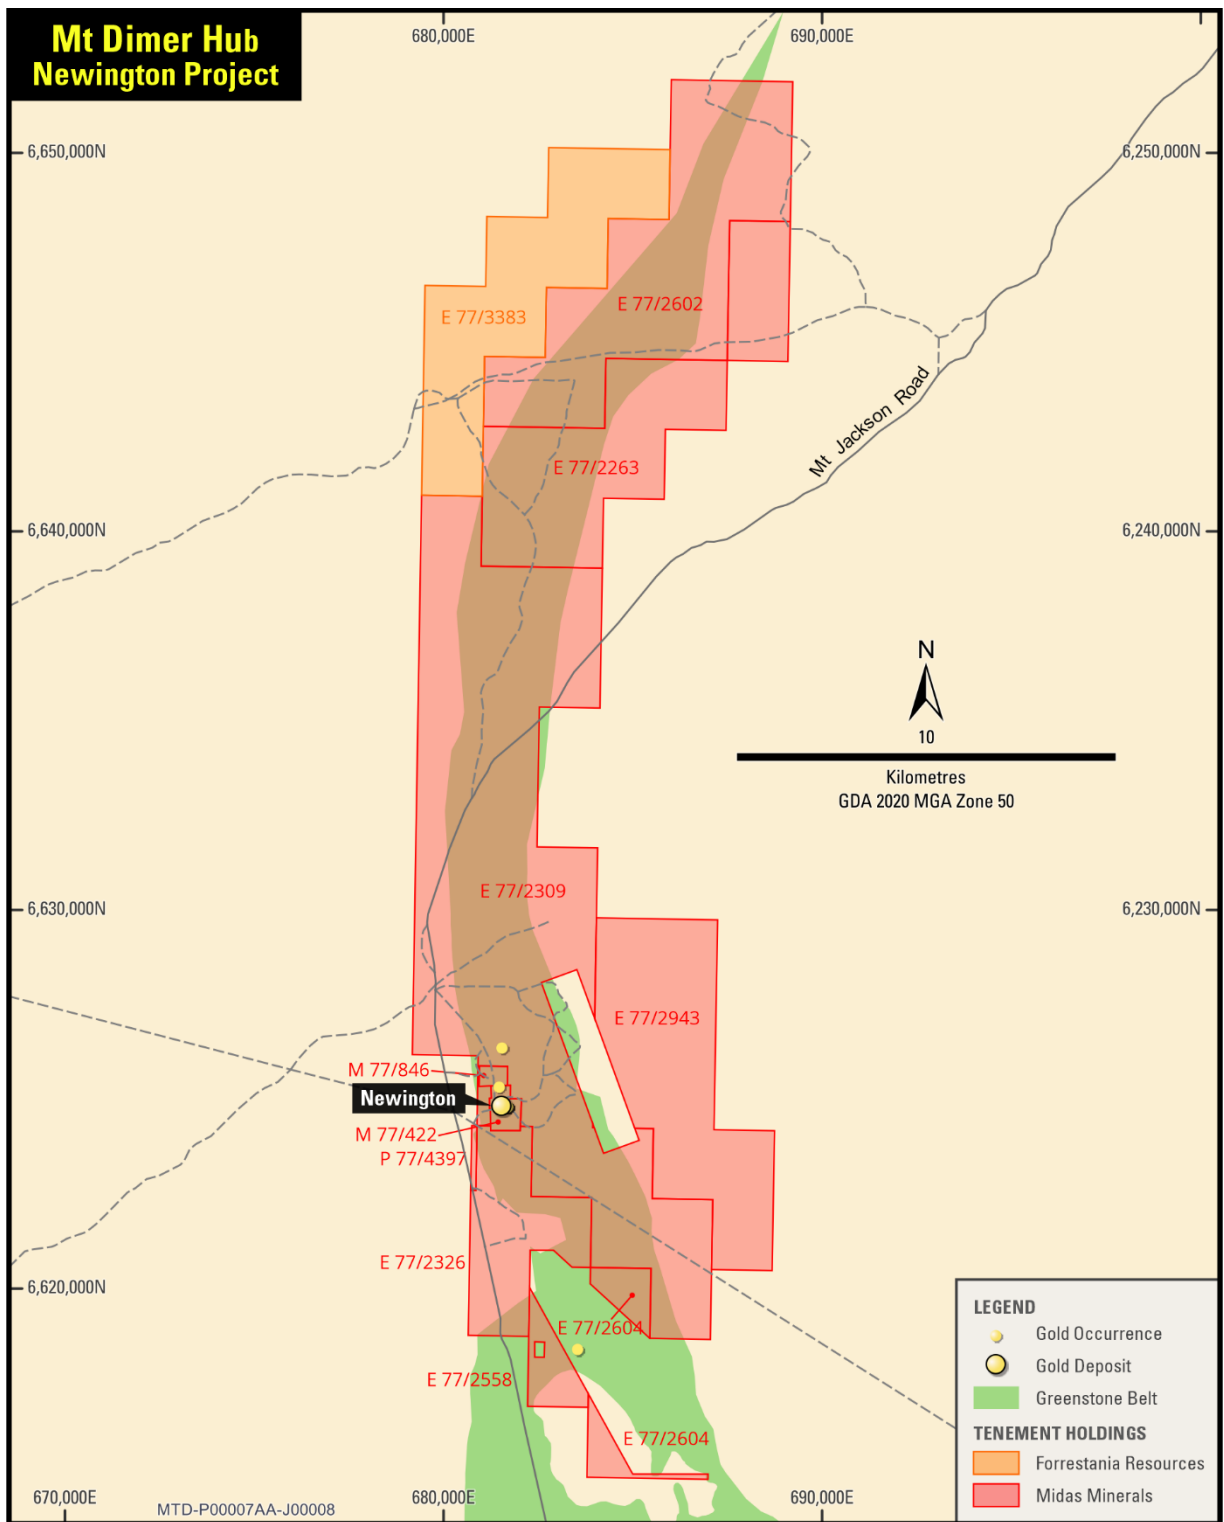 Mt Dimer Hub
Newington Project
680,000E
690,000E
6,650,000N
6,250,000N
E 77/2602
E 77/3383
Mt Jackson Road
E 77/2263
6,640,000N
6,240,000N
N
10
Kilometres
GDA 2020 MGA Zone 50
E 77/2309
6,630,000N
6,230,000N
E 77/2943
M 77/846
Newington
M 77/422
P 77/4397
E 77/2326
6,620,000N
E 77/2604
E 77/2558
E 77/2604
LEGEND
Gold Occurrence
Gold Deposit
Greenstone Belt
TENEMENT HOLDINGS
Forrestania Resources
Midas Minerals
670,000E
680,000E
690,000E
MTD-P00007AA-J00008